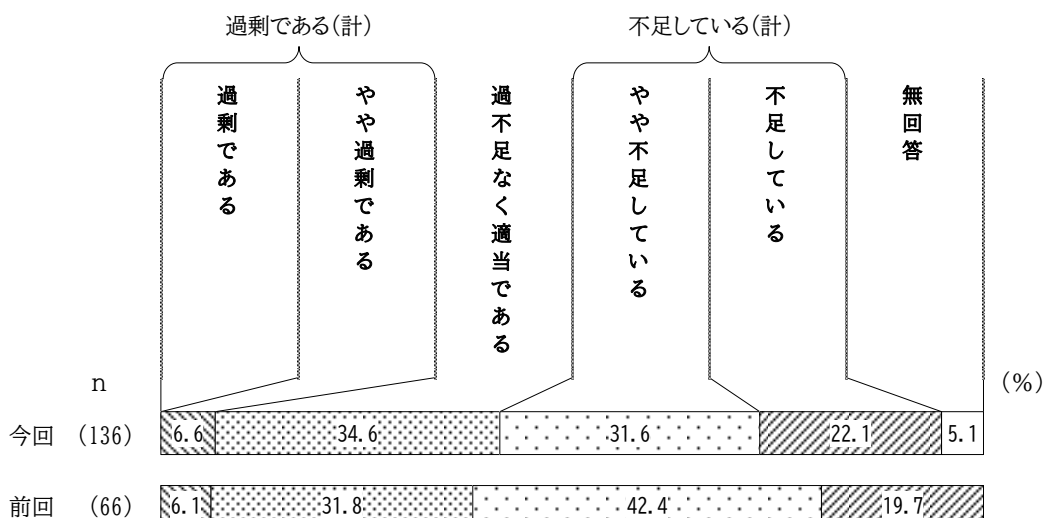 過剰である(計)
不足している(計)
過剰である
やや過剰である
過不足なく適当である
やや不足している
不足している
無回答
n
(%)
今回 (136) 6.6 34.6 31.6 22.1 5.1
前回 (66) 6.1 31.8 42.4 19.7